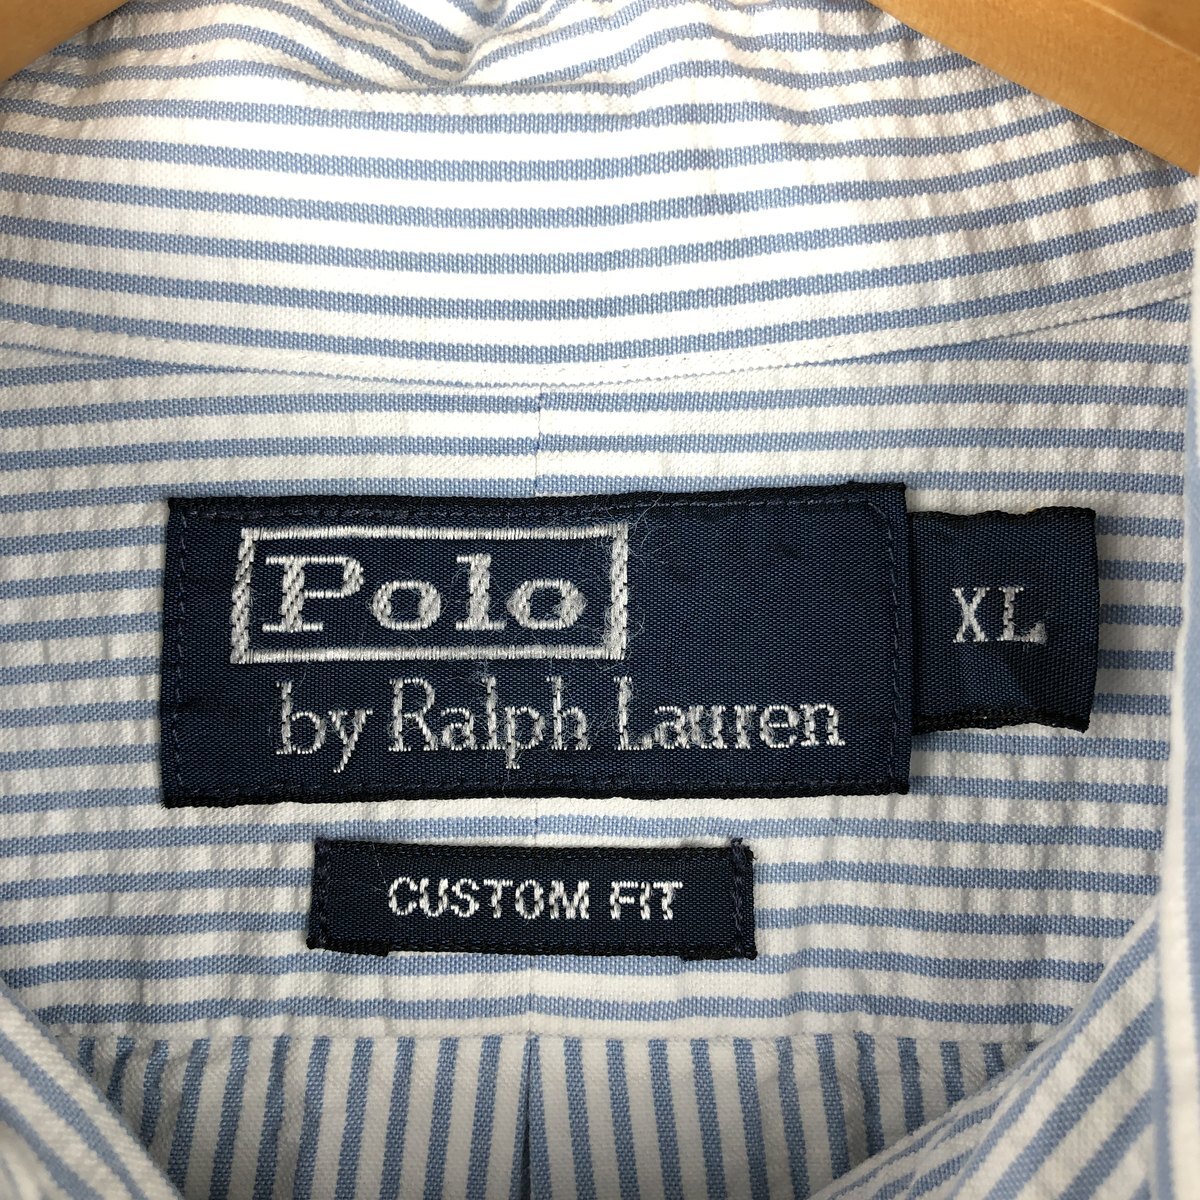 Polo
by Ralph Lauren
XL
CUSTOM FIT